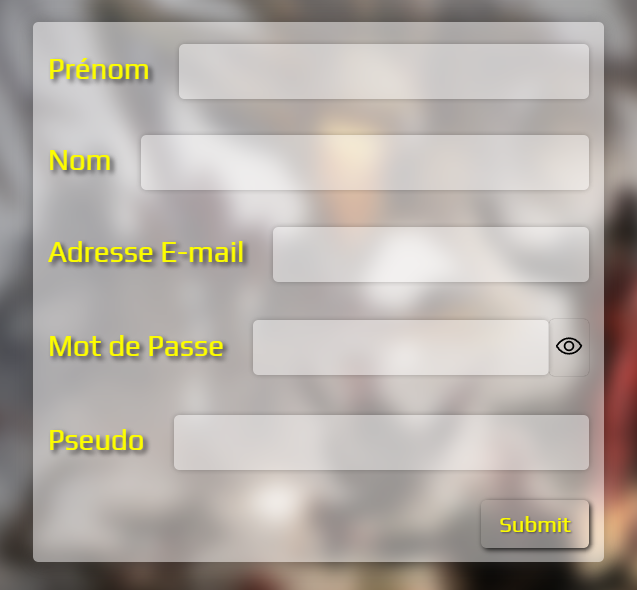 Prénom
Nom
Adresse E-mail
Mot de Passe
Pseudo
Submit